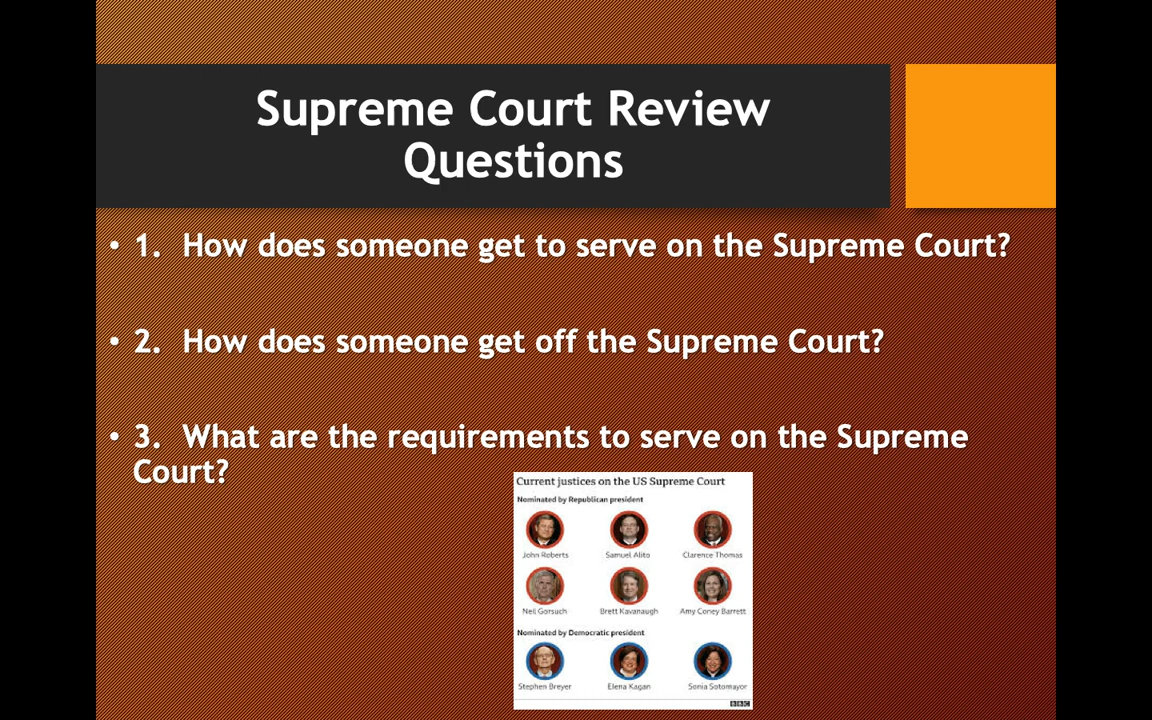 Supreme Court Review
Questions
• 1. How does someone get to serve on the Supreme Court?
• 2. How does someone get off the Supreme Court?
• 3. What are the requirements to serve on the Supreme
Court?
Current justices on the US Supreme Court
Nominated by Republican president
John Roberts Samuel Alito Clarence Thomas
Neil Gorsuch Brett Kavanaugh Amy Coney Barrett
Nominated by Democratic president
Stephen Breyer Elena Kagan Sonia Sotomayor
BBC